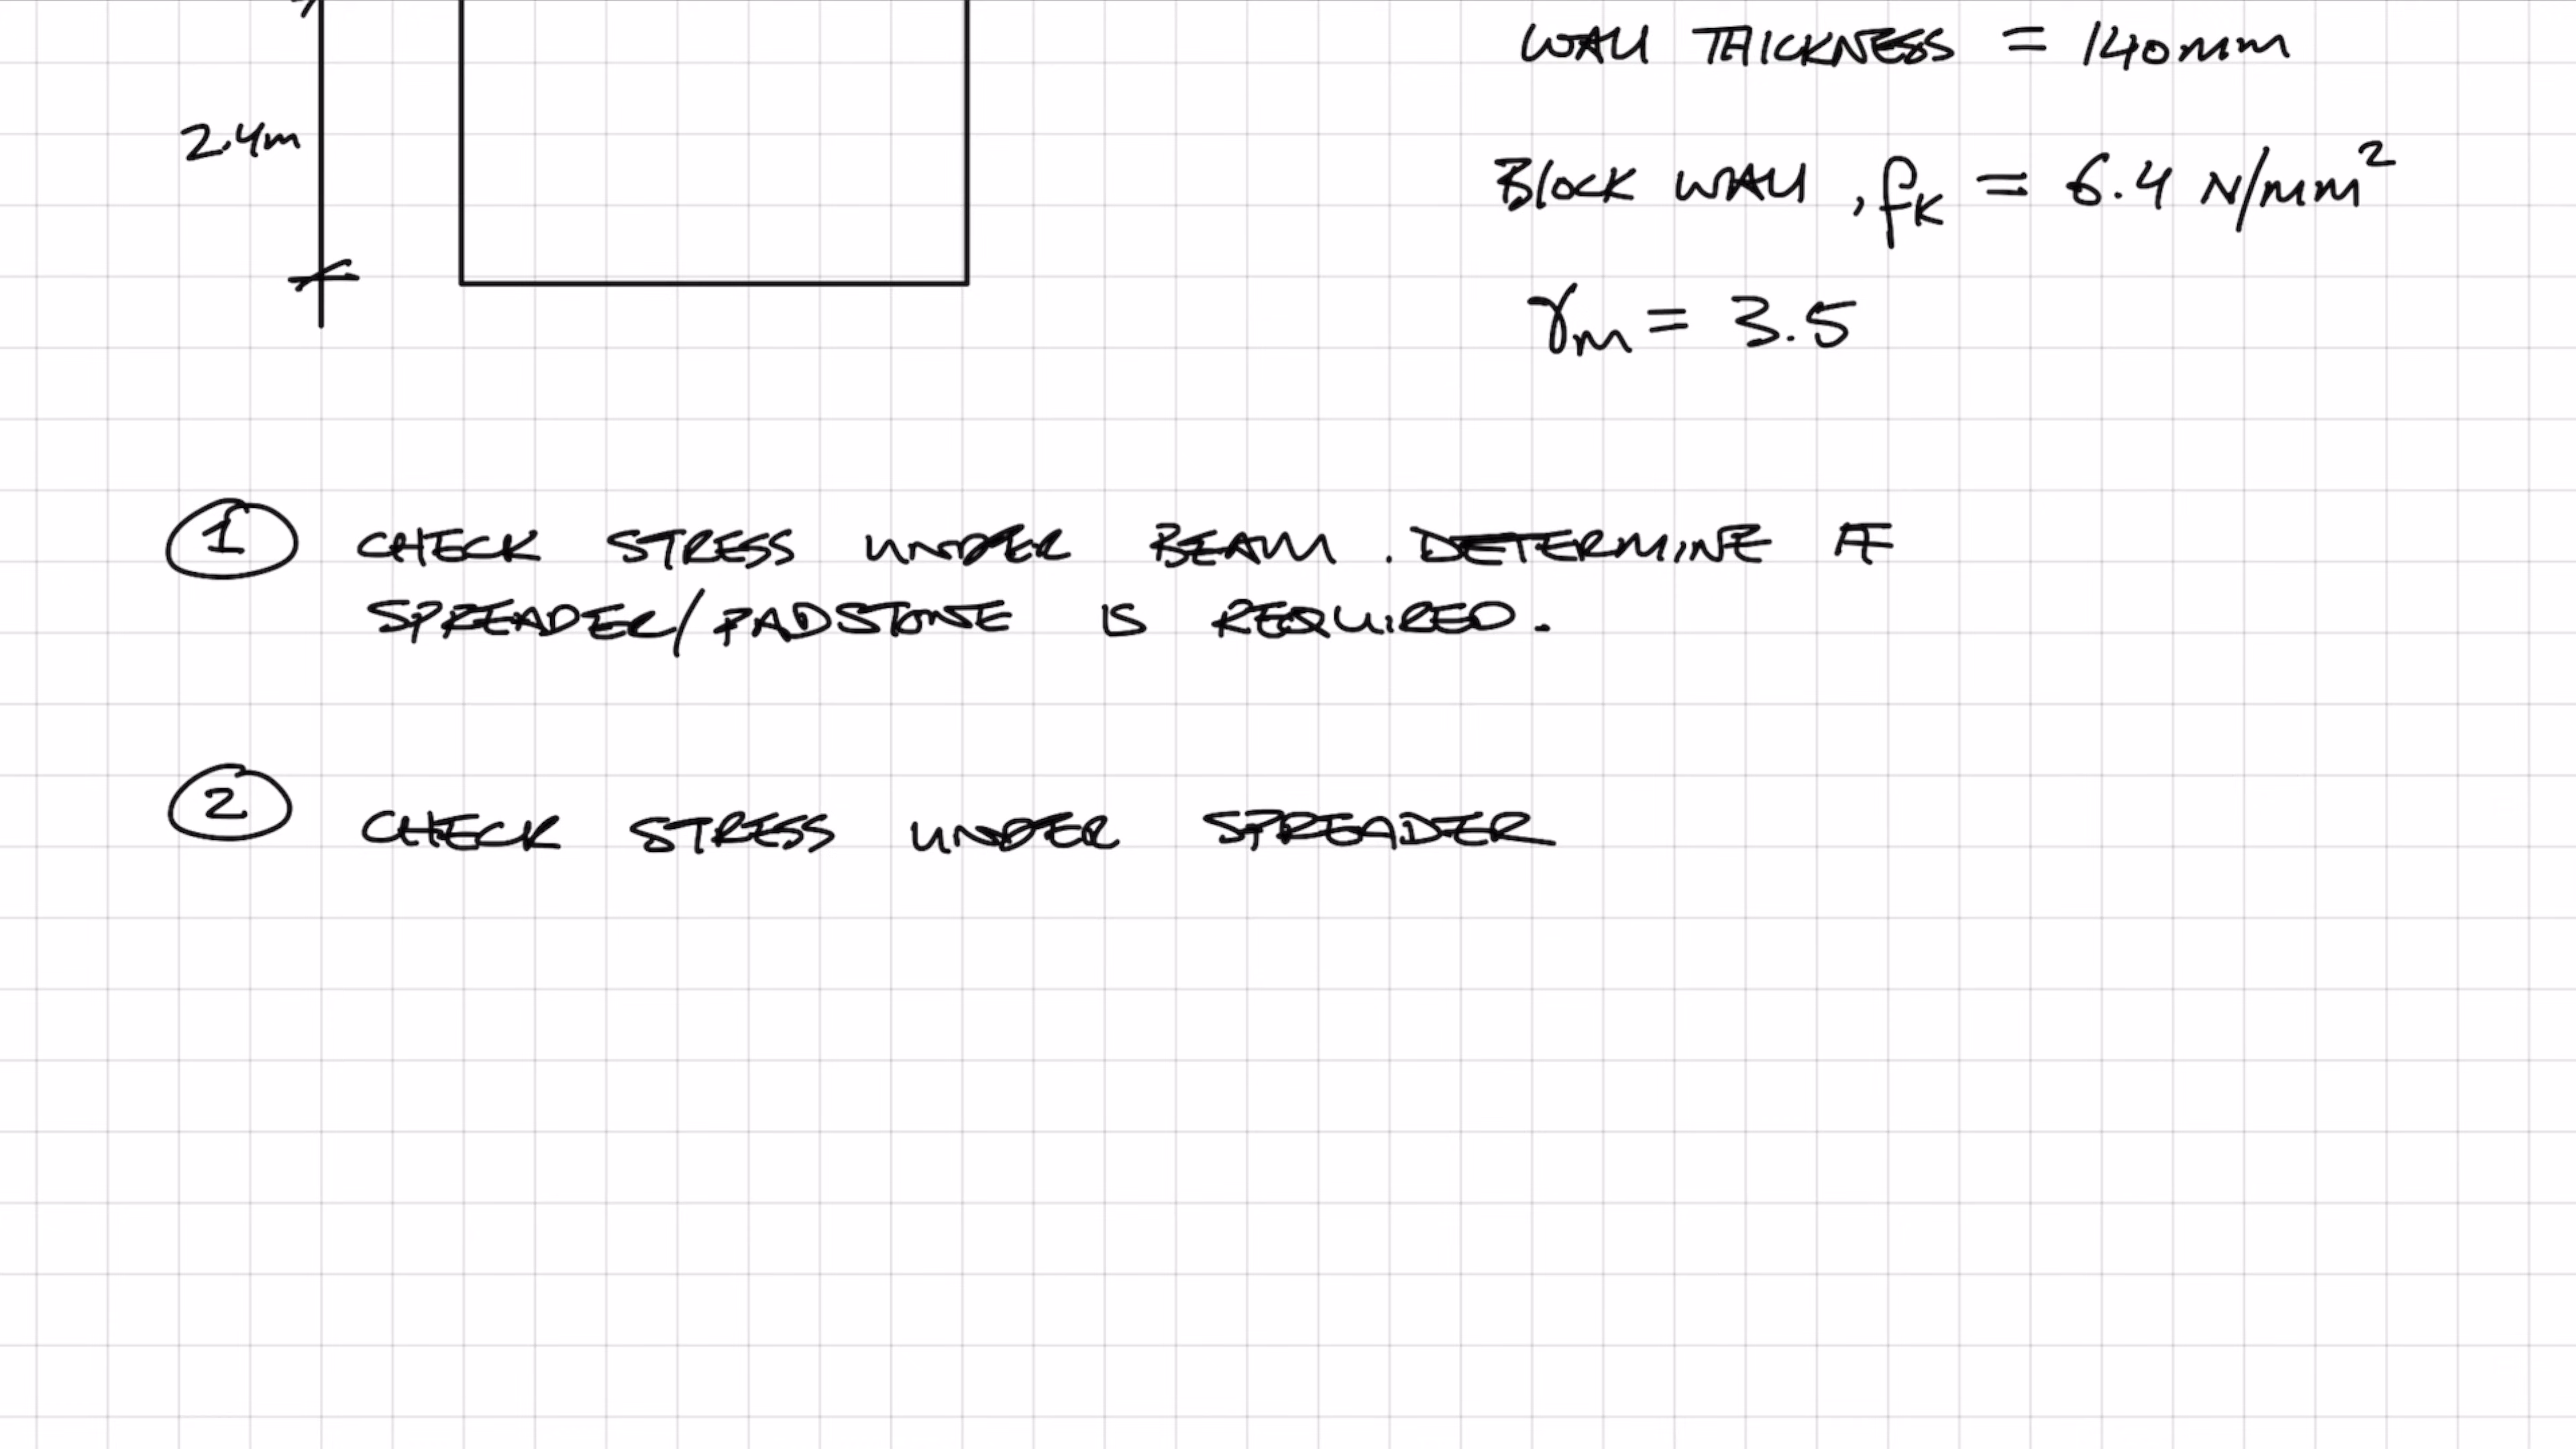 WALL THICKNESS = 140mm
2.4m
BLOCK WALL, fk = 6.4 N/mm²
γm = 3.5
1 CHECK STRESS UNDER BEAM. DETERMINE IF
SPREADER/PADSTONE IS REQUIRED.
2 CHECK STRESS UNDER SPREADER